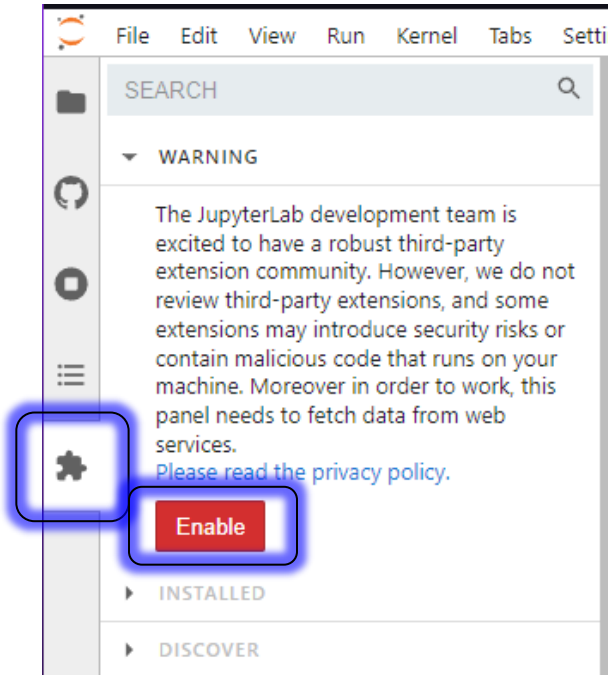 File Edit View Run Kernel Tabs Setti
SEARCH
WARNING
The JupyterLab development team is
excited to have a robust third-party
extension community. However, we do not
review third-party extensions, and some
extensions may introduce security risks or
contain malicious code that runs on your
machine. Moreover in order to work, this
panel needs to fetch data from web
services.
Please read the privacy policy.
Enable
INSTALLED
DISCOVER